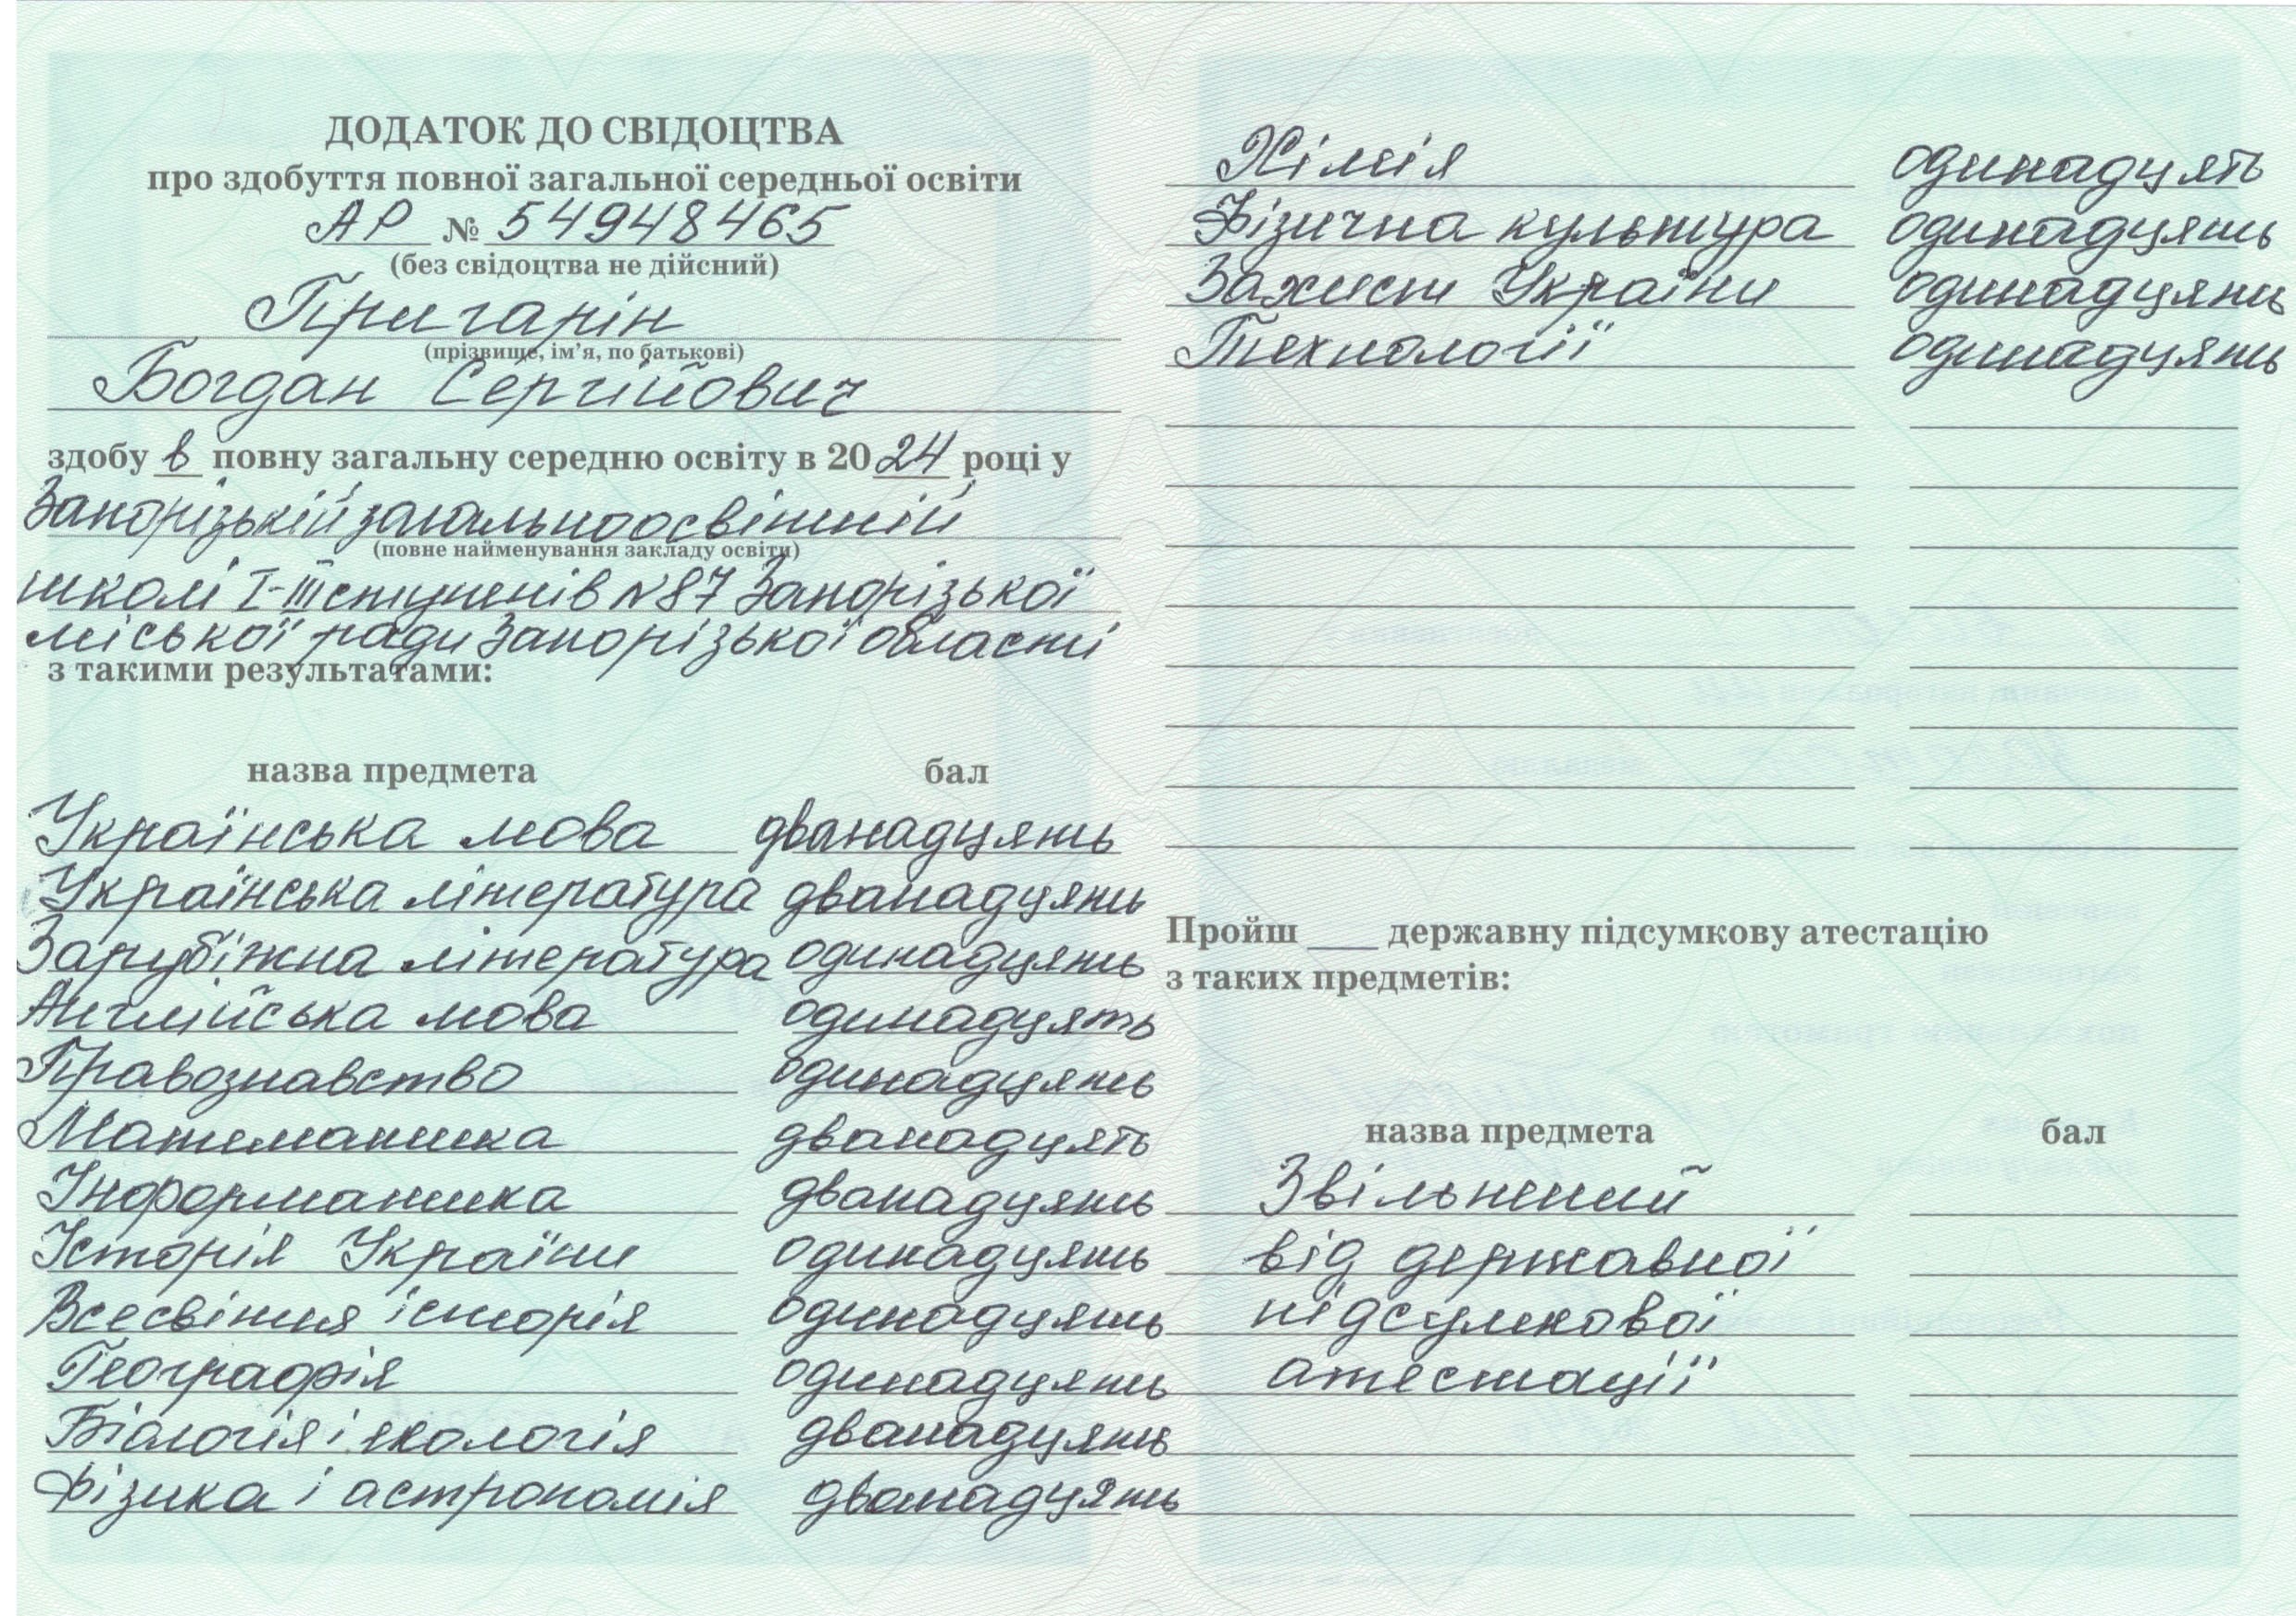 ДОДАТОК ДО СВІДОЦТВА
про здобуття повної загальної середньої освіти
АР № 54948465
(без свідоцтва не дійсний)
Пригарін
(прізвище, ім’я, по батькові)
Богдан Сергійович
здобув повну загальну середню освіту в 2024 році у
Запорізькій загальноосвітній
(повне найменування закладу освіти)
школі І-ІІІ ступенів №87 Запорізької
міської ради Запорізької області
з такими результатами:
назва предмета бал
Українська мова дванадцять
Українська література дванадцять
Зарубіжна література одинадцять
Англійська мова одинадцять
Правознавство одинадцять
Математика дванадцять
Інформатика дванадцять
Історія України одинадцять
Всесвітня історія одинадцять
Географія одинадцять
Біологія і екологія дванадцять
Фізика і астрономія дванадцять
Хімія одинадцять
Фізична культура одинадцять
Захист України одинадцять
Технології одинадцять
Пройш ___ державну підсумкову атестацію
з таких предметів:
назва предмета бал
Звільнений
від державної
підсумкової
атестації